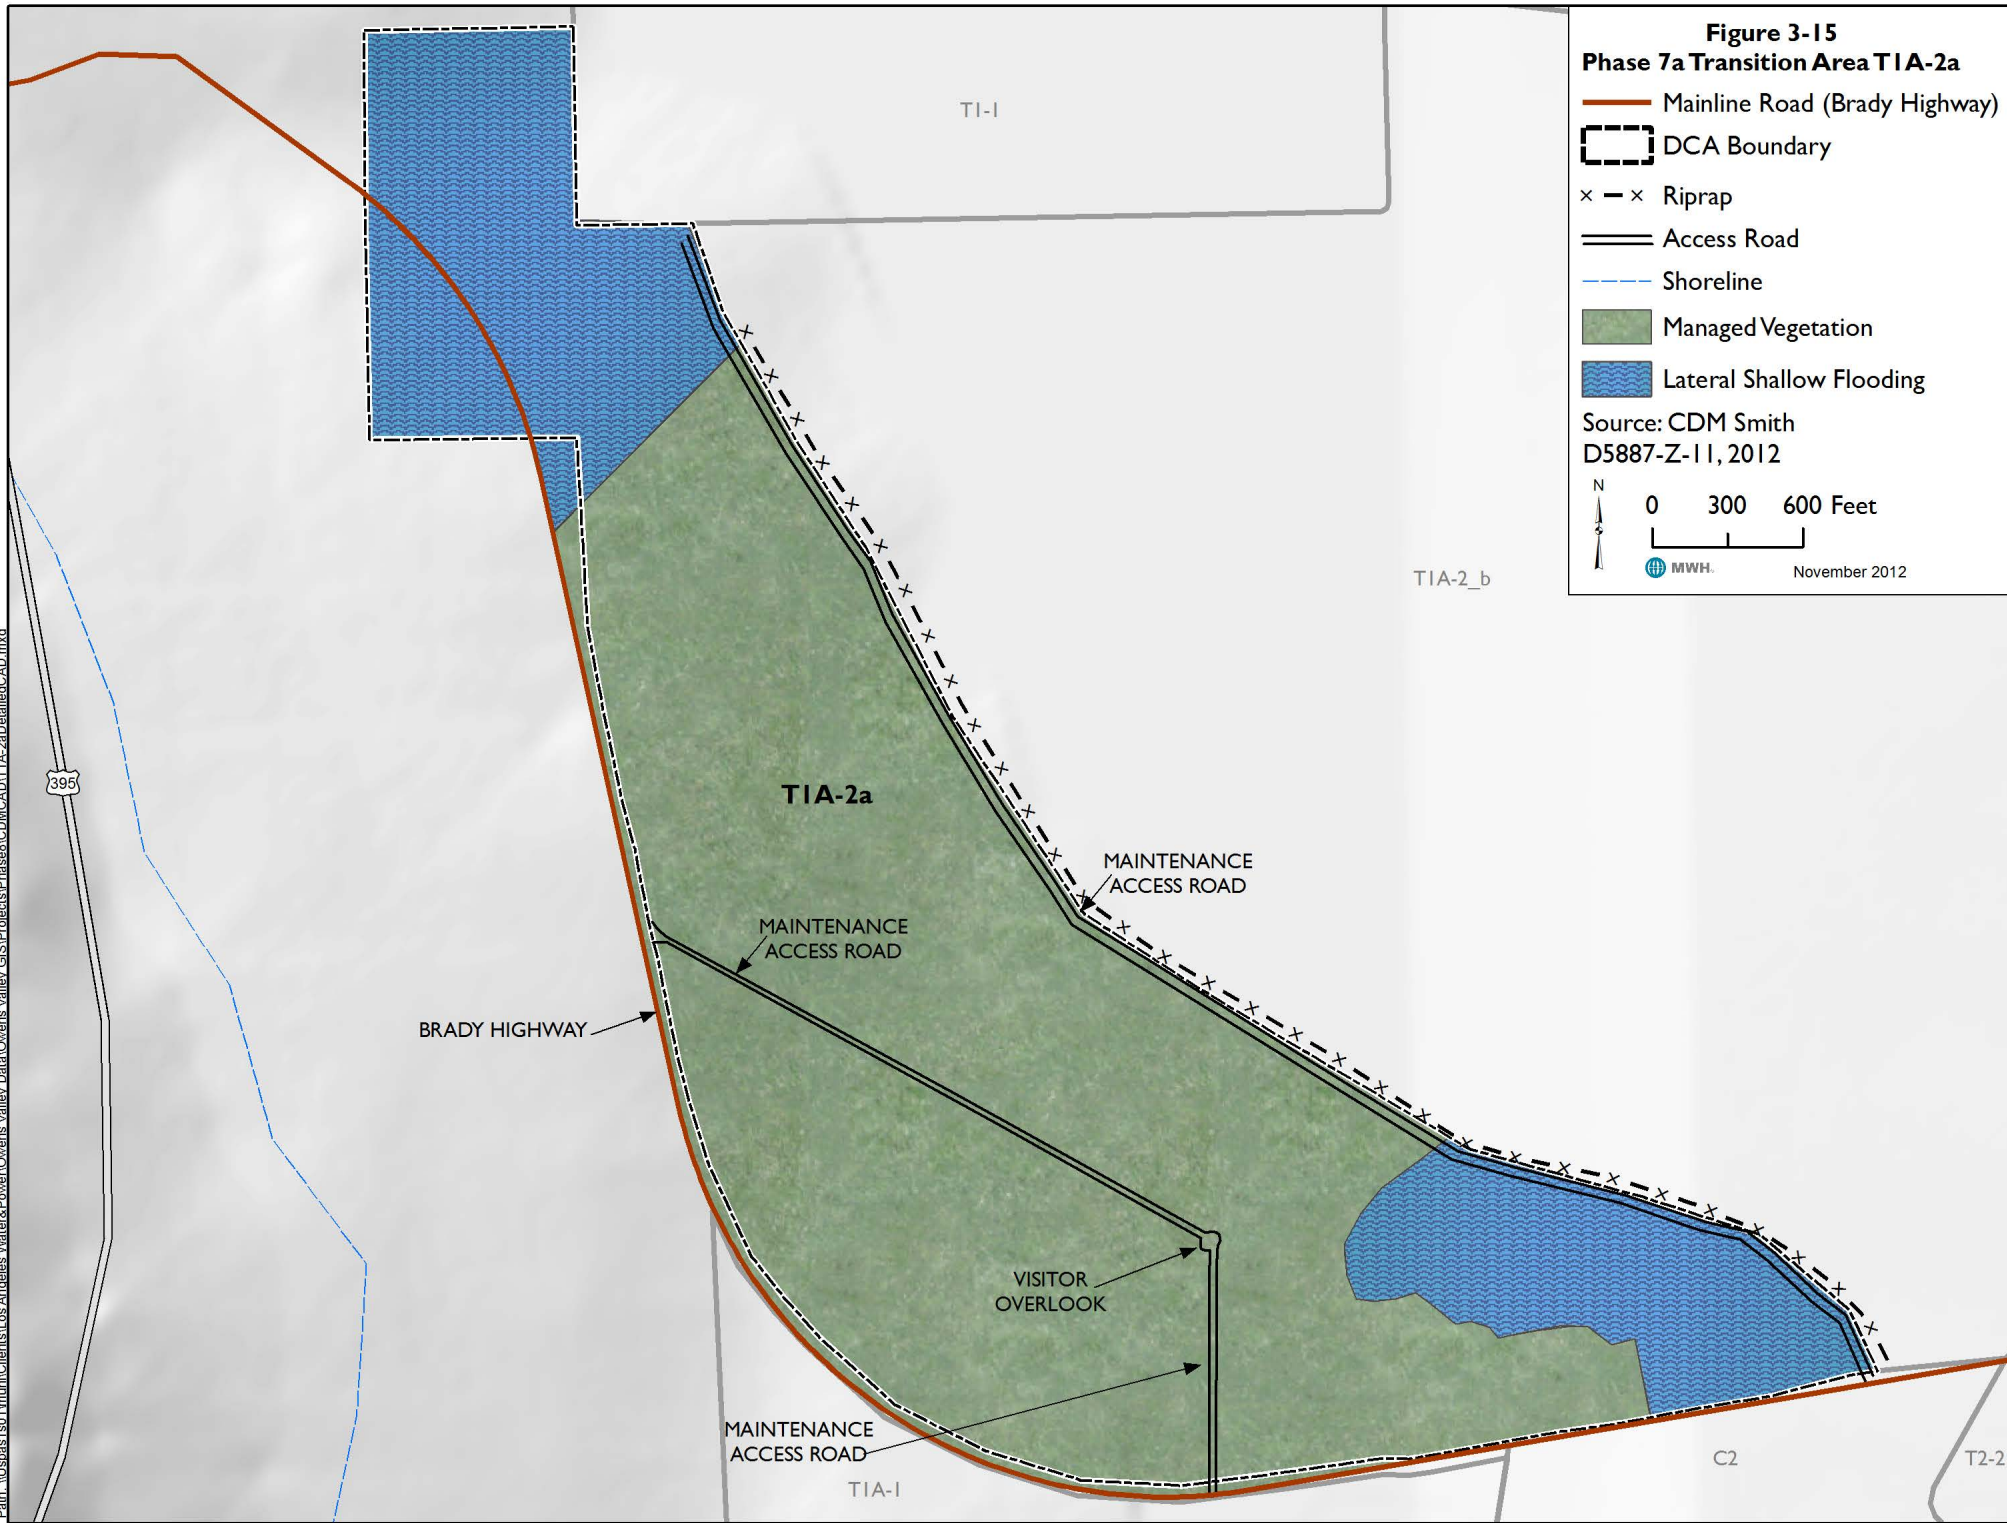 Figure 3-15
Phase 7a Transition Area T1A-2a
Mainline Road (Brady Highway)
DCA Boundary
Riprap
Access Road
Shoreline
Managed Vegetation
Lateral Shallow Flooding
Source: CDM Smith
D5887-Z-11, 2012
N
0 300 600 Feet
MWH
November 2012
T1-1
T1A-2_b
395
T1A-2a
MAINTENANCE
ACCESS ROAD
MAINTENANCE
ACCESS ROAD
BRADY HIGHWAY
VISITOR
OVERLOOK
MAINTENANCE
ACCESS ROAD
T1A-1
C2
T2-2